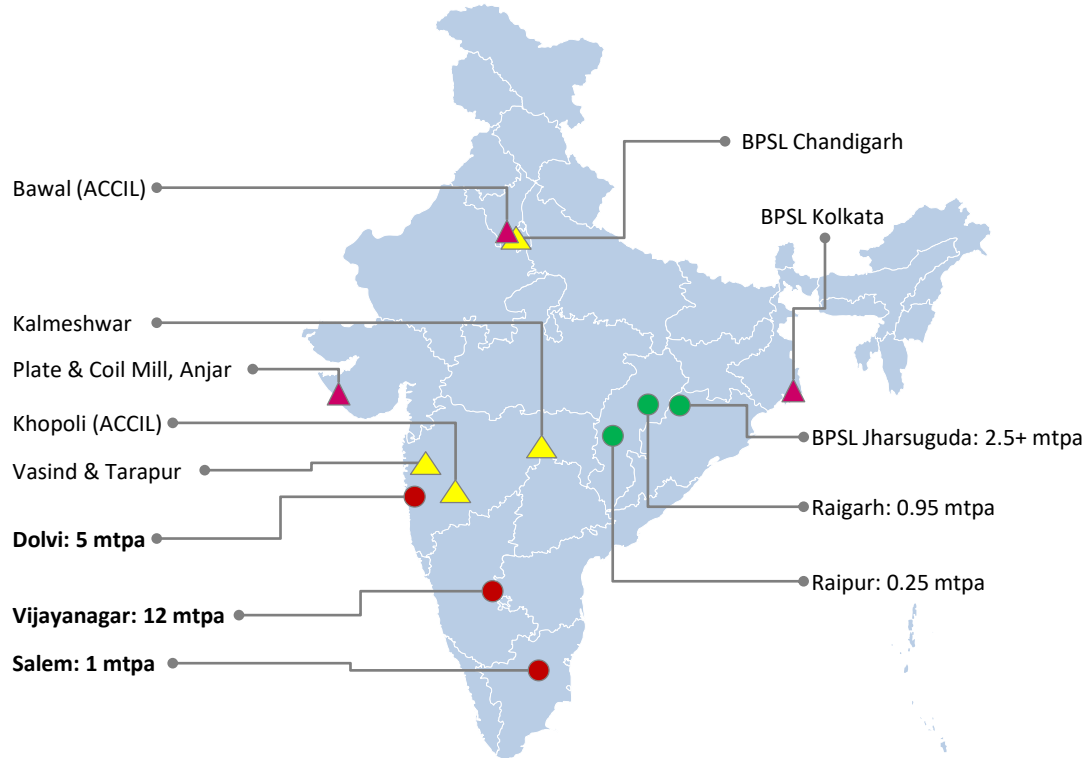 BPSL Chandigarh
Bawal (ACCIL)
BPSL Kolkata
Kalmeshwar
Plate & Coil Mill, Anjar
Khopoli (ACCIL)
BPSL Jharsuguda: 2.5+ mtpa
Vasind & Tarapur
Raigarh: 0.95 mtpa
Dolvi: 5 mtpa
Raipur: 0.25 mtpa
Vijayanagar: 12 mtpa
Salem: 1 mtpa